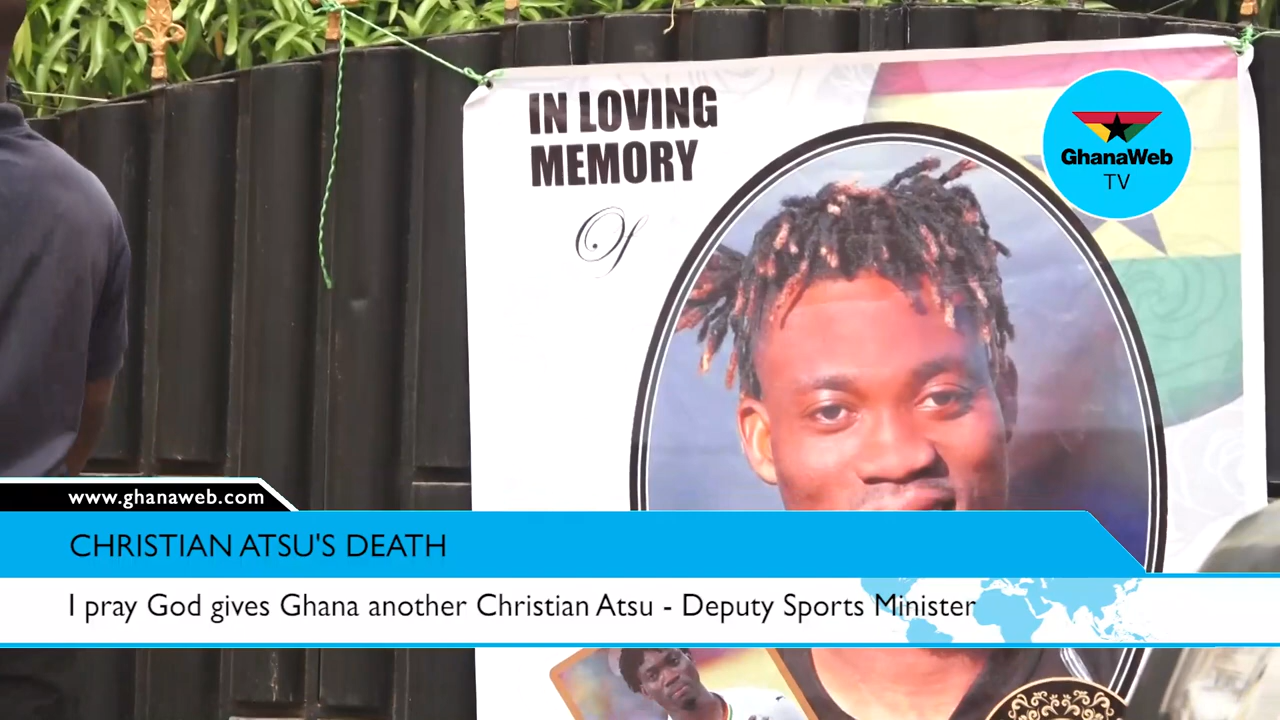 IN LOVING
MEMORY
Of
GhanaWeb
TV
www.ghanaweb.com
CHRISTIAN ATSU'S DEATH
I pray God gives Ghana another Christian Atsu - Deputy Sports Minister